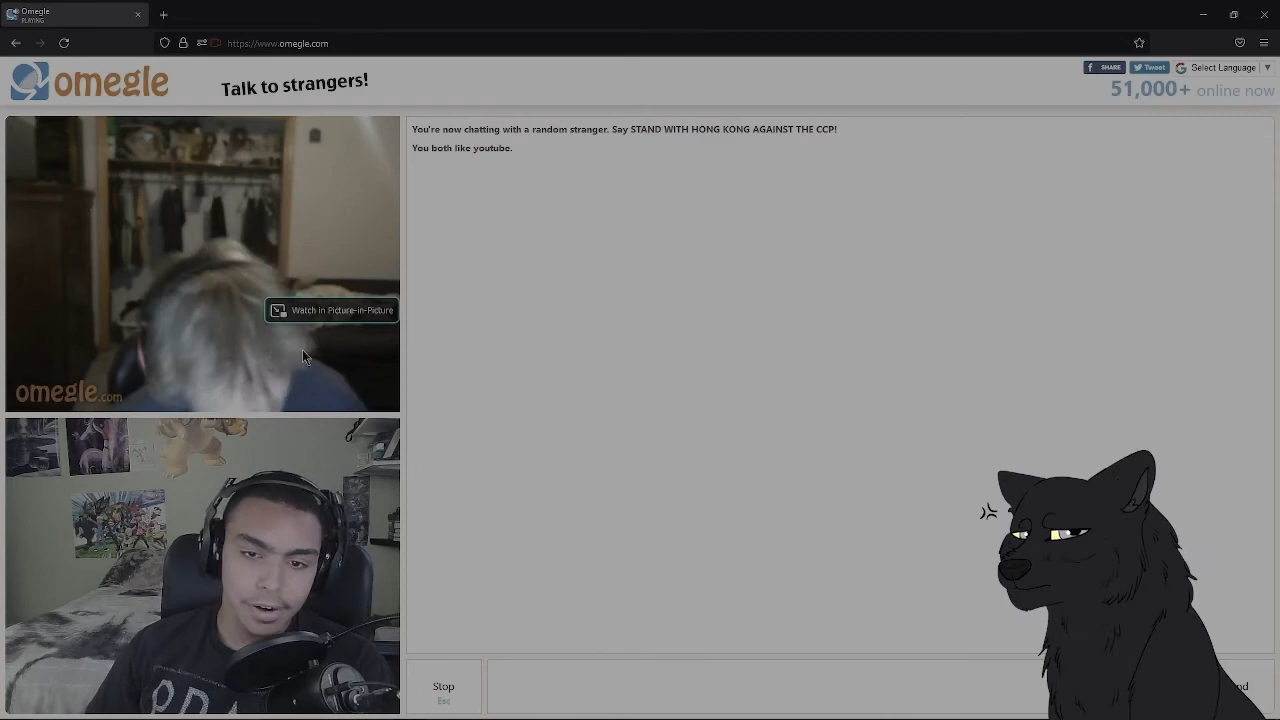 Omegle
PLAYING
https://www.omegle.com
omegle
Talk to strangers!
SHARE
Tweet
Select Language
51,000+ online now
You're now chatting with a random stranger. Say STAND WITH HONG KONG AGAINST THE CCP!
You both like youtube.
Watch in Picture-in-Picture
omegle.com
Stop
Esc